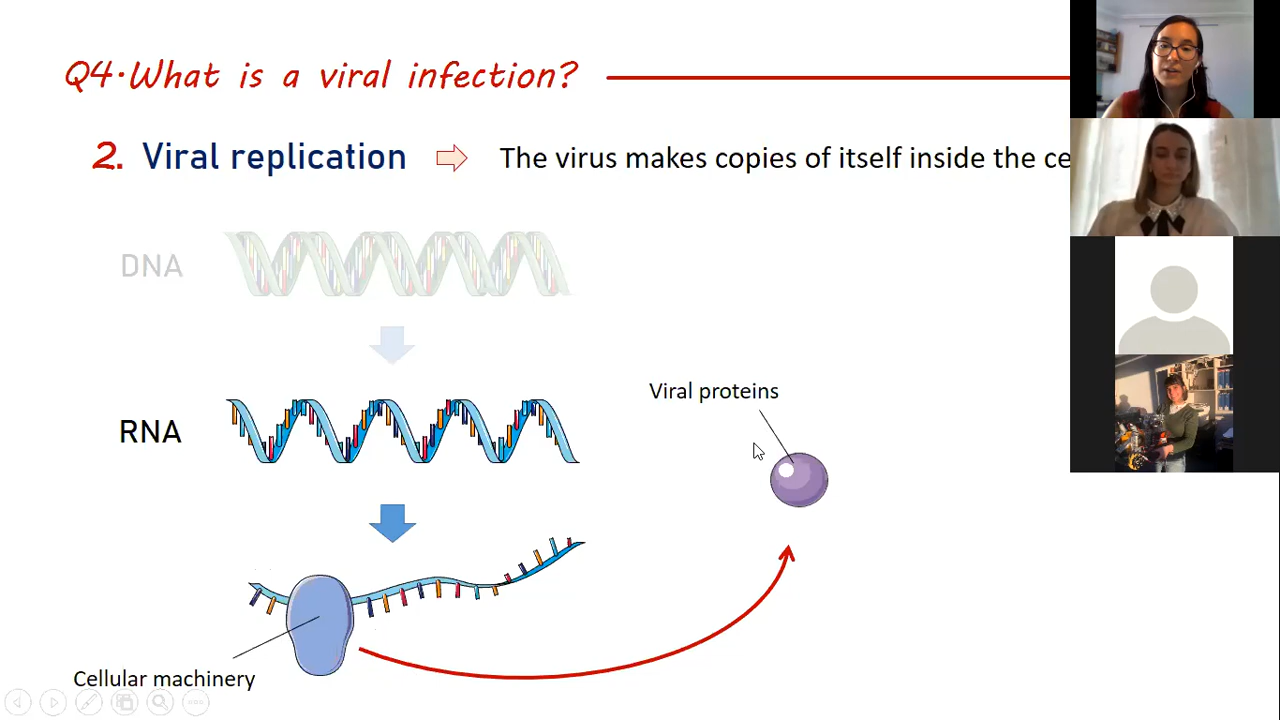 Q4·What is a viral infection?
2. Viral replication The virus makes copies of itself inside the ce
DNA
Viral proteins
RNA
Cellular machinery